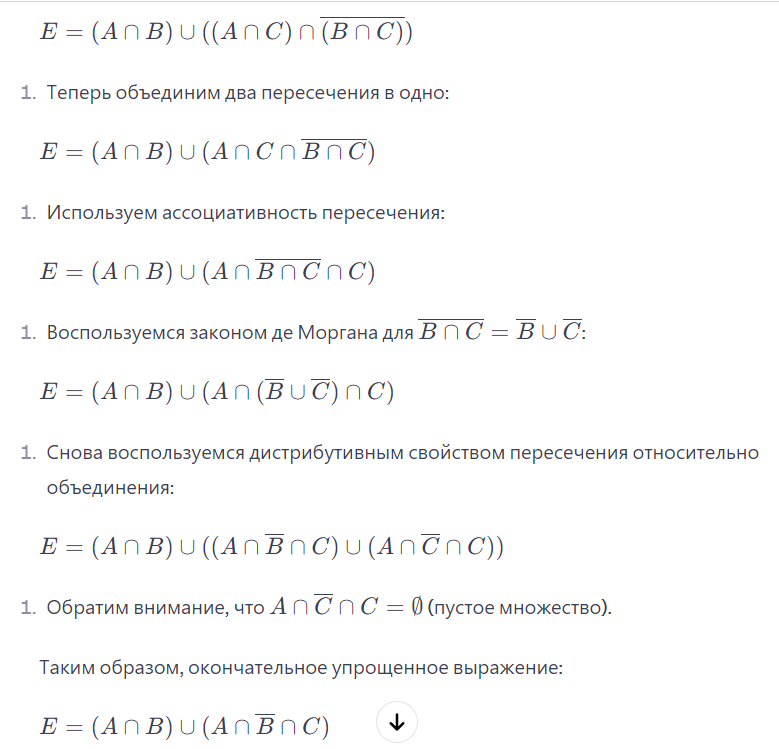 E = (A ∩ B) ∪ ((A ∩ C) ∩ \overline{(B ∩ C)})
1. Теперь объединим два пересечения в одно:
E = (A ∩ B) ∪ (A ∩ C ∩ \overline{B ∩ C})
1. Используем ассоциативность пересечения:
E = (A ∩ B) ∪ (A ∩ \overline{B ∩ C} ∩ C)
1. Воспользуемся законом де Моргана для \overline{B ∩ C} = \overline{B} ∪ \overline{C}:
E = (A ∩ B) ∪ (A ∩ (\overline{B} ∪ \overline{C}) ∩ C)
1. Снова воспользуемся дистрибутивным свойством пересечения относительно
объединения:
E = (A ∩ B) ∪ ((A ∩ \overline{B} ∩ C) ∪ (A ∩ \overline{C} ∩ C))
1. Обратим внимание, что A ∩ \overline{C} ∩ C = ∅ (пустое множество).
Таким образом, окончательное упрощенное выражение:
E = (A ∩ B) ∪ (A ∩ \overline{B} ∩ C)